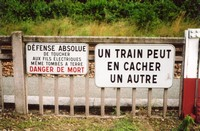 DÉFENSE ABSOLUE
DE TOUCHER
AUX FILS ÉLECTRIQUES
MÊME TOMBÉS A TERRE
DANGER DE MORT
UN TRAIN PEUT
EN CACHER
UN AUTRE